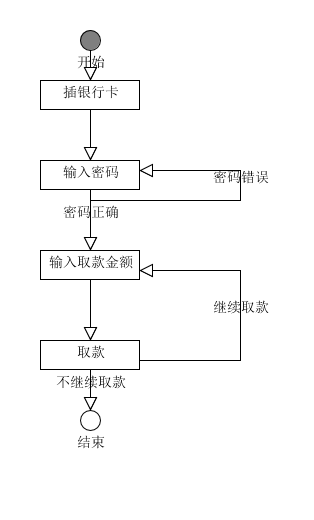 开始
插银行卡
输入密码
密码错误
密码正确
输入取款金额
继续取款
取款
不继续取款
结束